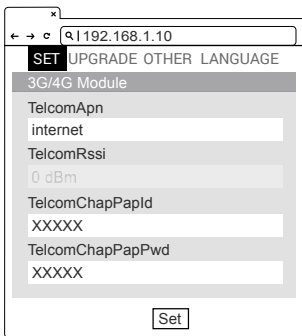 ×
← → c 192.168.1.10
SET UPGRADE OTHER LANGUAGE
3G/4G Module
TelcomApn
internet
TelcomRssi
0 dBm
TelcomChapPapId
XXXXX
TelcomChapPapPwd
XXXXX
Set